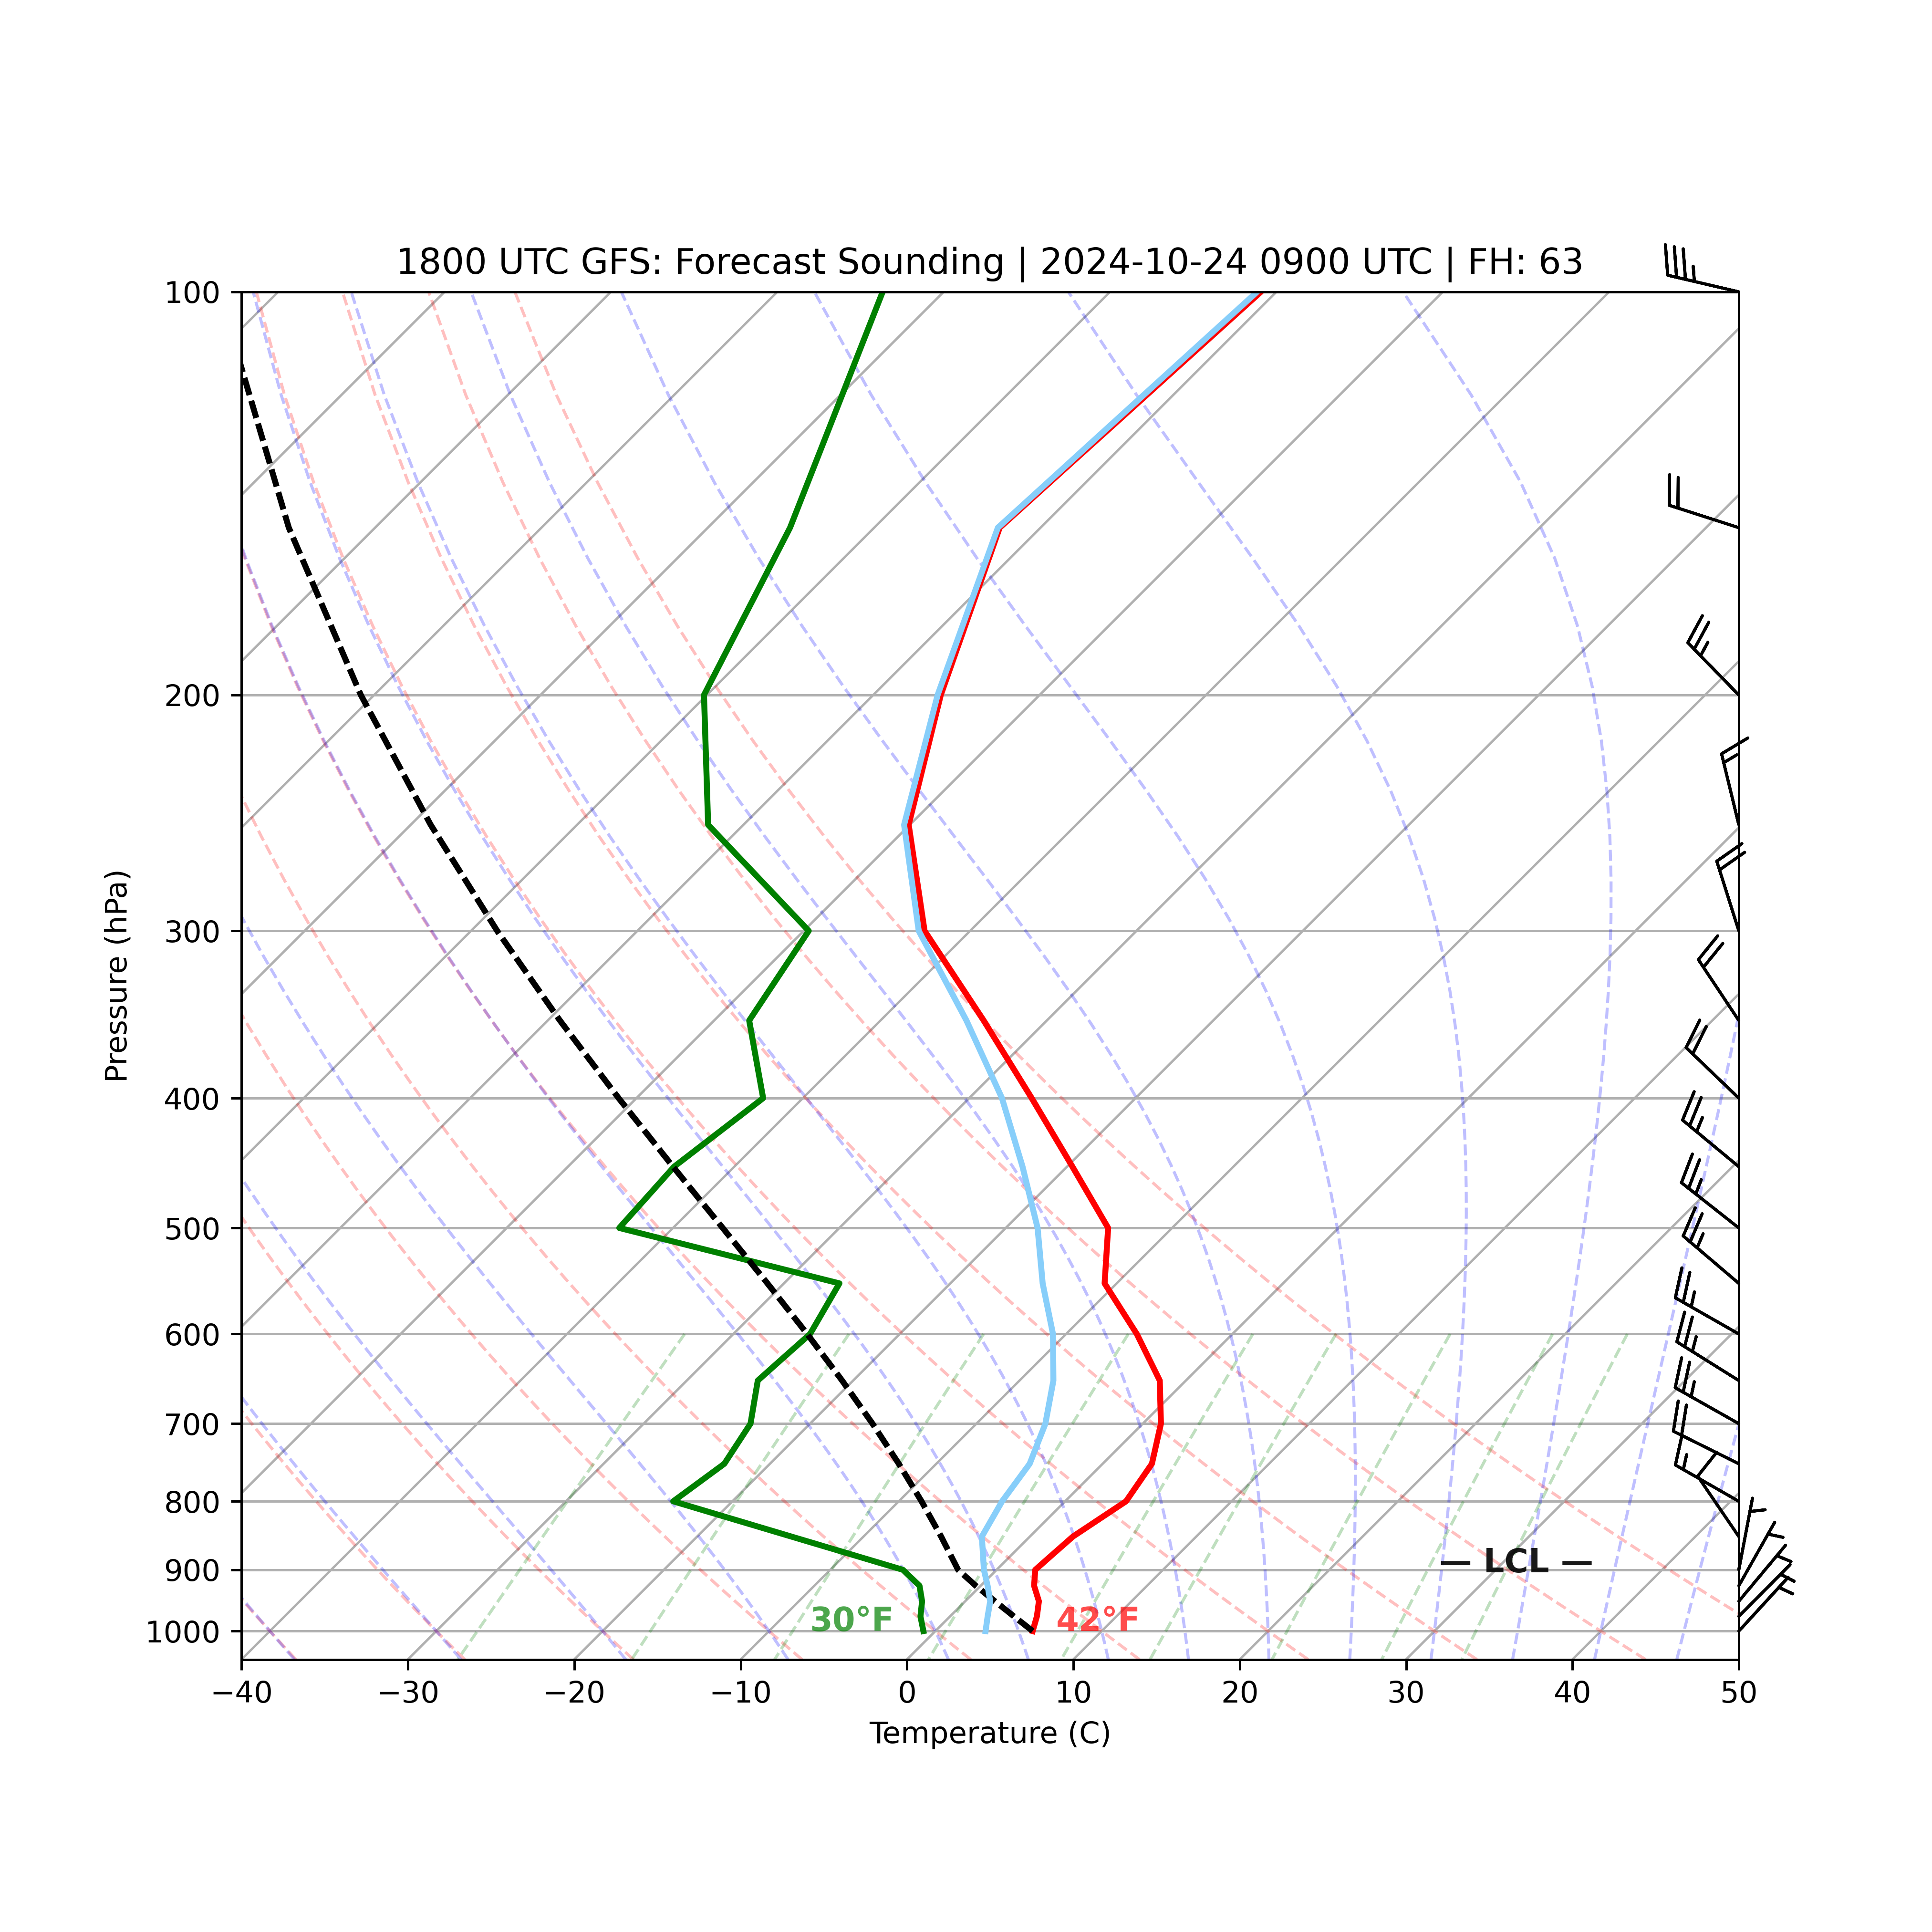 1800 UTC GFS: Forecast Sounding | 2024-10-24 0900 UTC | FH: 63
100
200
300
400
500
600
700
800
900
1000
Pressure (hPa)
— LCL —
30°F
42°F
−40 −30 −20 −10 0 10 20 30 40 50
Temperature (C)